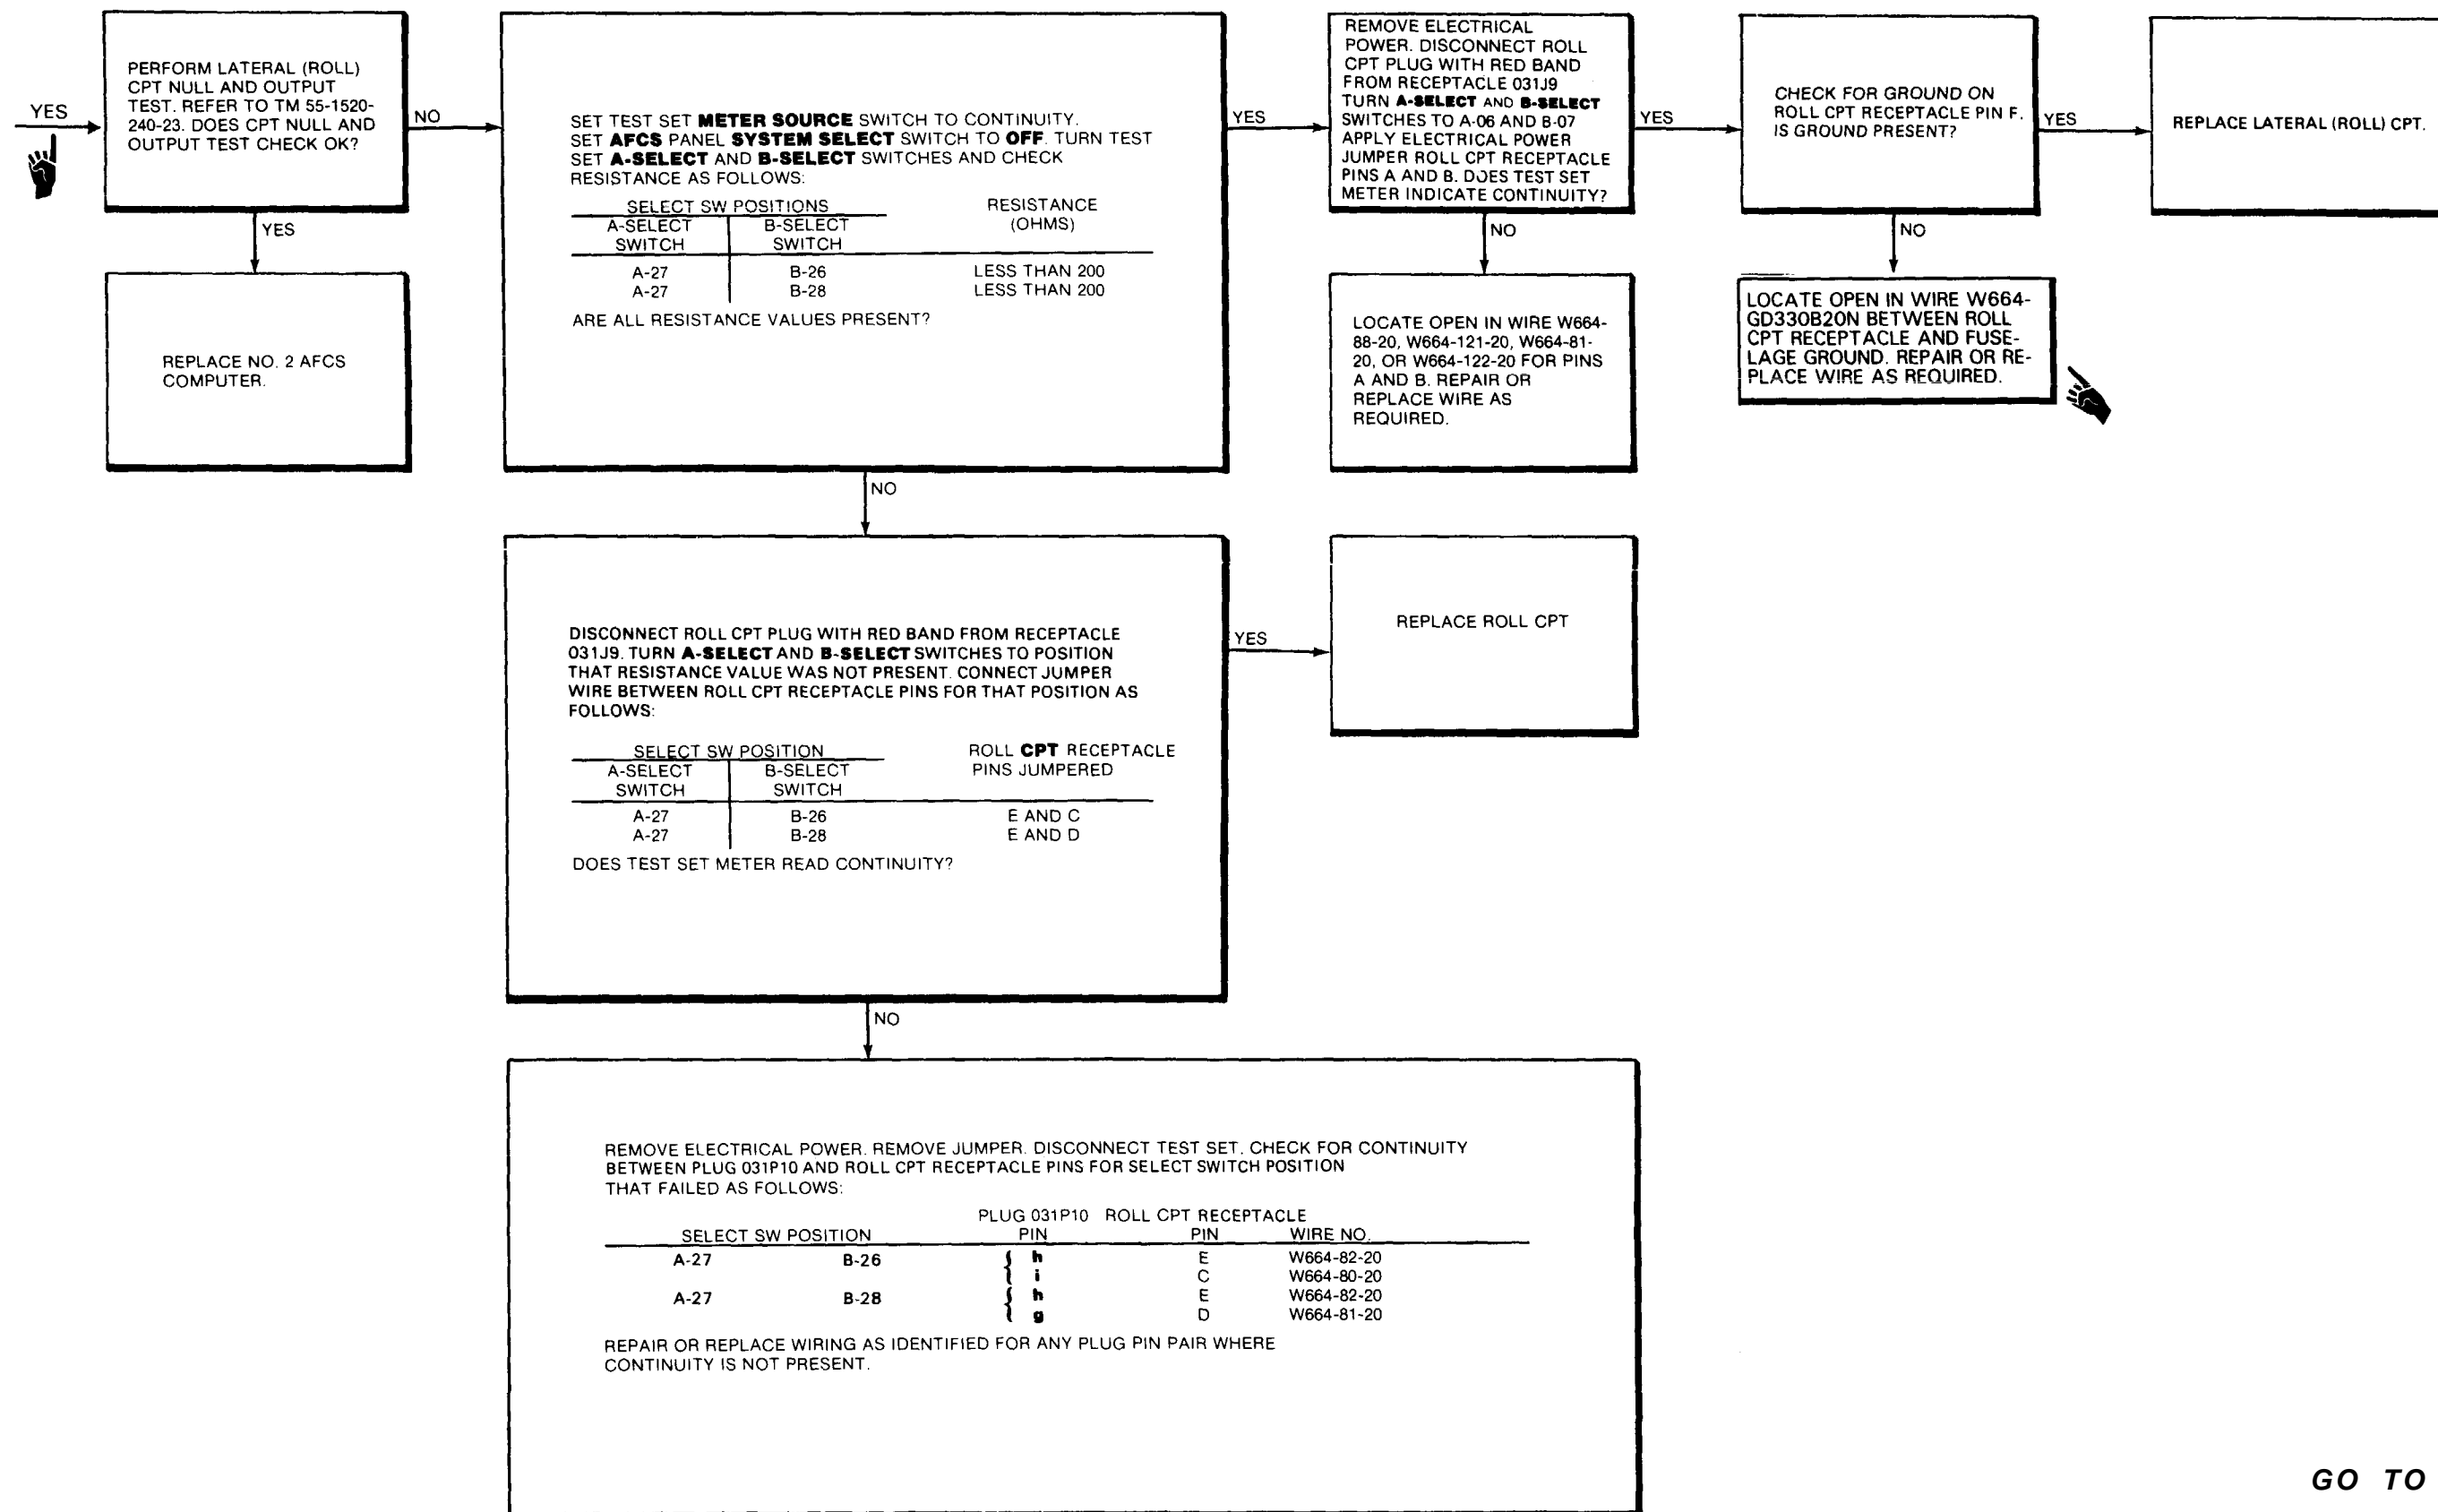 YES
PERFORM LATERAL (ROLL)
CPT NULL AND OUTPUT
TEST. REFER TO TM 55-1520-
240-23. DOES CPT NULL AND
OUTPUT TEST CHECK OK?
NO
YES
REPLACE NO. 2 AFCS
COMPUTER.
SET TEST SET METER SOURCE SWITCH TO CONTINUITY.
SET AFCS PANEL SYSTEM SELECT SWITCH TO OFF. TURN TEST
SET A-SELECT AND B-SELECT SWITCHES AND CHECK
RESISTANCE AS FOLLOWS:
SELECT SW POSITIONS RESISTANCE
A-SELECT B-SELECT (OHMS)
SWITCH SWITCH
A-27 B-26 LESS THAN 200
A-27 B-28 LESS THAN 200
ARE ALL RESISTANCE VALUES PRESENT?
YES
NO
REMOVE ELECTRICAL
POWER. DISCONNECT ROLL
CPT PLUG WITH RED BAND
FROM RECEPTACLE 031J9
TURN A-SELECT AND B-SELECT
SWITCHES TO A-06 AND B-07
APPLY ELECTRICAL POWER
JUMPER ROLL CPT RECEPTACLE
PINS A AND B. DOES TEST SET
METER INDICATE CONTINUITY?
YES
NO
LOCATE OPEN IN WIRE W664-
88-20, W664-121-20, W664-81-
20, OR W664-122-20 FOR PINS
A AND B. REPAIR OR
REPLACE WIRE AS
REQUIRED.
CHECK FOR GROUND ON
ROLL CPT RECEPTACLE PIN F.
IS GROUND PRESENT?
YES
NO
LOCATE OPEN IN WIRE W664-
GD330B20N BETWEEN ROLL
CPT RECEPTACLE AND FUSE-
LAGE GROUND. REPAIR OR RE-
PLACE WIRE AS REQUIRED.
REPLACE LATERAL (ROLL) CPT.
DISCONNECT ROLL CPT PLUG WITH RED BAND FROM RECEPTACLE
031J9. TURN A-SELECT AND B-SELECT SWITCHES TO POSITION
THAT RESISTANCE VALUE WAS NOT PRESENT. CONNECT JUMPER
WIRE BETWEEN ROLL CPT RECEPTACLE PINS FOR THAT POSITION AS
FOLLOWS:
SELECT SW POSITION ROLL CPT RECEPTACLE
A-SELECT B-SELECT PINS JUMPERED
SWITCH SWITCH
A-27 B-26 E AND C
A-27 B-28 E AND D
DOES TEST SET METER READ CONTINUITY?
YES
NO
REPLACE ROLL CPT
REMOVE ELECTRICAL POWER. REMOVE JUMPER. DISCONNECT TEST SET. CHECK FOR CONTINUITY
BETWEEN PLUG 031P10 AND ROLL CPT RECEPTACLE PINS FOR SELECT SWITCH POSITION
THAT FAILED AS FOLLOWS:
PLUG 031P10 ROLL CPT RECEPTACLE
SELECT SW POSITION PIN PIN WIRE NO.
A-27 B-26 { h E W664-82-20
i C W664-80-20
A-27 B-28 { h E W664-82-20
g D W664-81-20
REPAIR OR REPLACE WIRING AS IDENTIFIED FOR ANY PLUG PIN PAIR WHERE
CONTINUITY IS NOT PRESENT.
GO TO